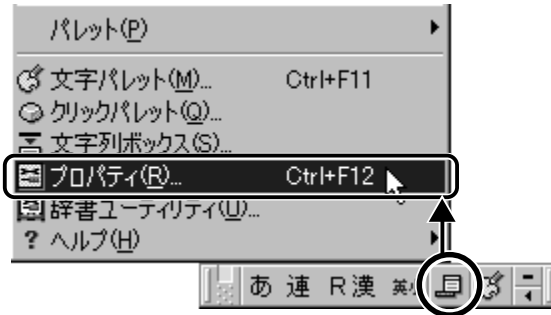 パレット(P)
文字パレット(M)... Ctrl+F11
クリックパレット(Q)...
文字列ボックス(S)...
プロパティ(R)... Ctrl+F12
辞書ユーティリティ(U)...
? ヘルプ(H)
あ 連 R漢 英小